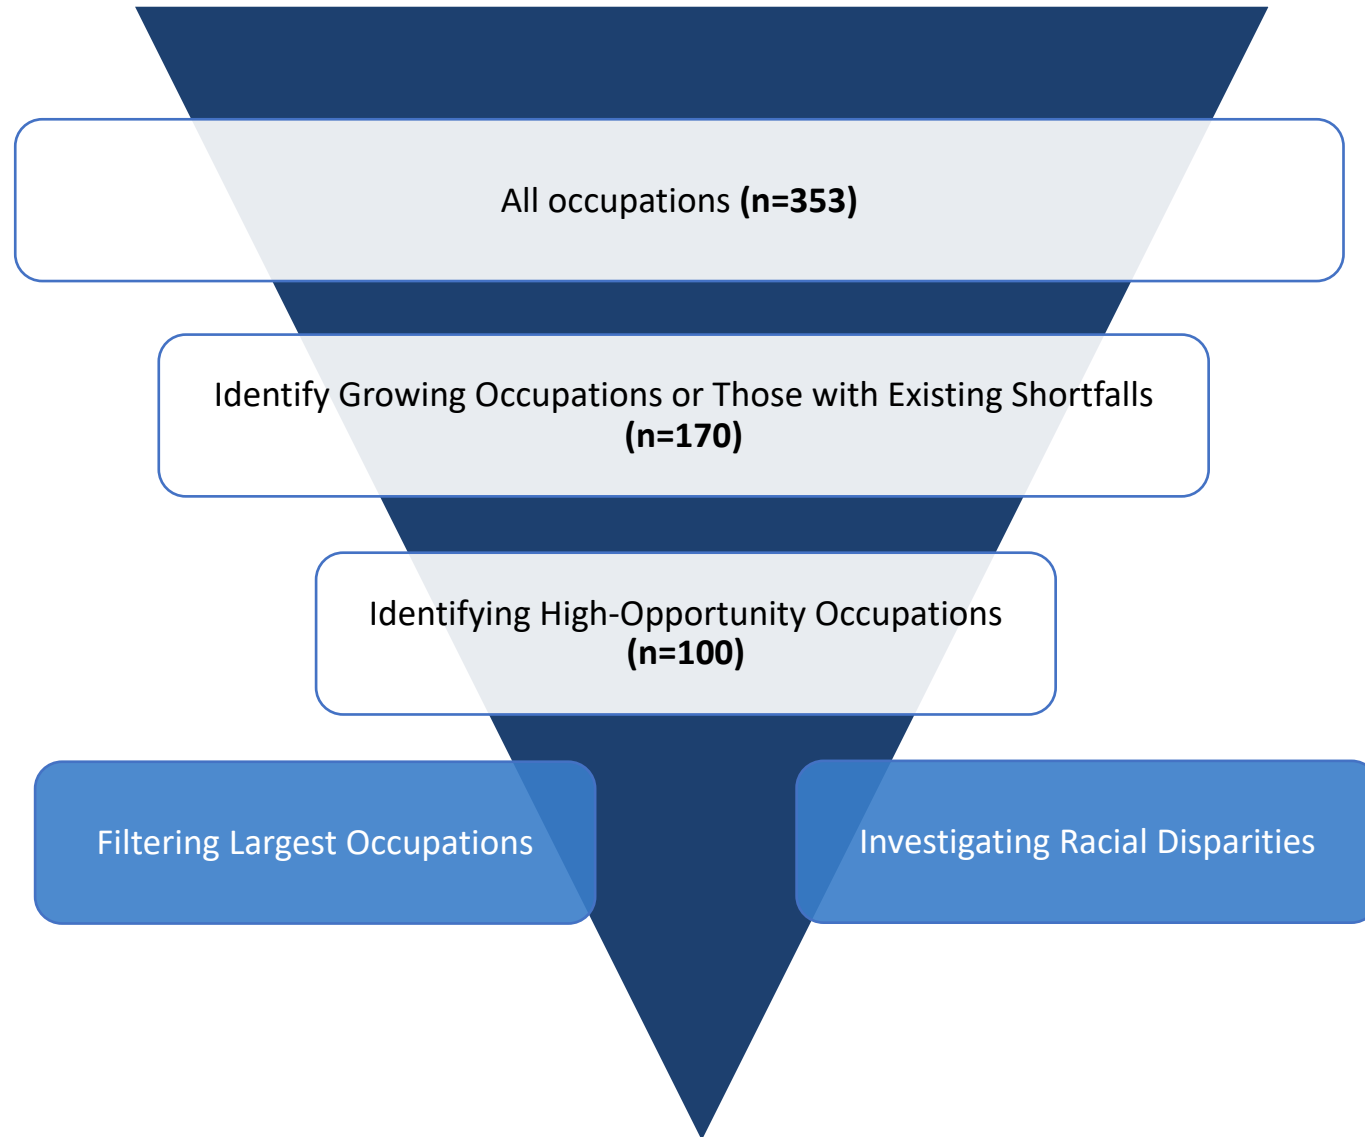 All occupations (n=353)
Identify Growing Occupations or Those with Existing Shortfalls
(n=170)
Identifying High-Opportunity Occupations
(n=100)
Filtering Largest Occupations
Investigating Racial Disparities